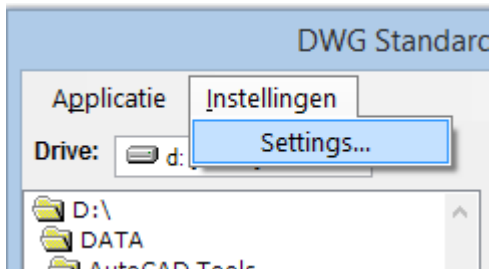 DWG Standard
Applicatie Instellingen
Settings...
Drive: d:
D:\
DATA
AutoCAD Tools